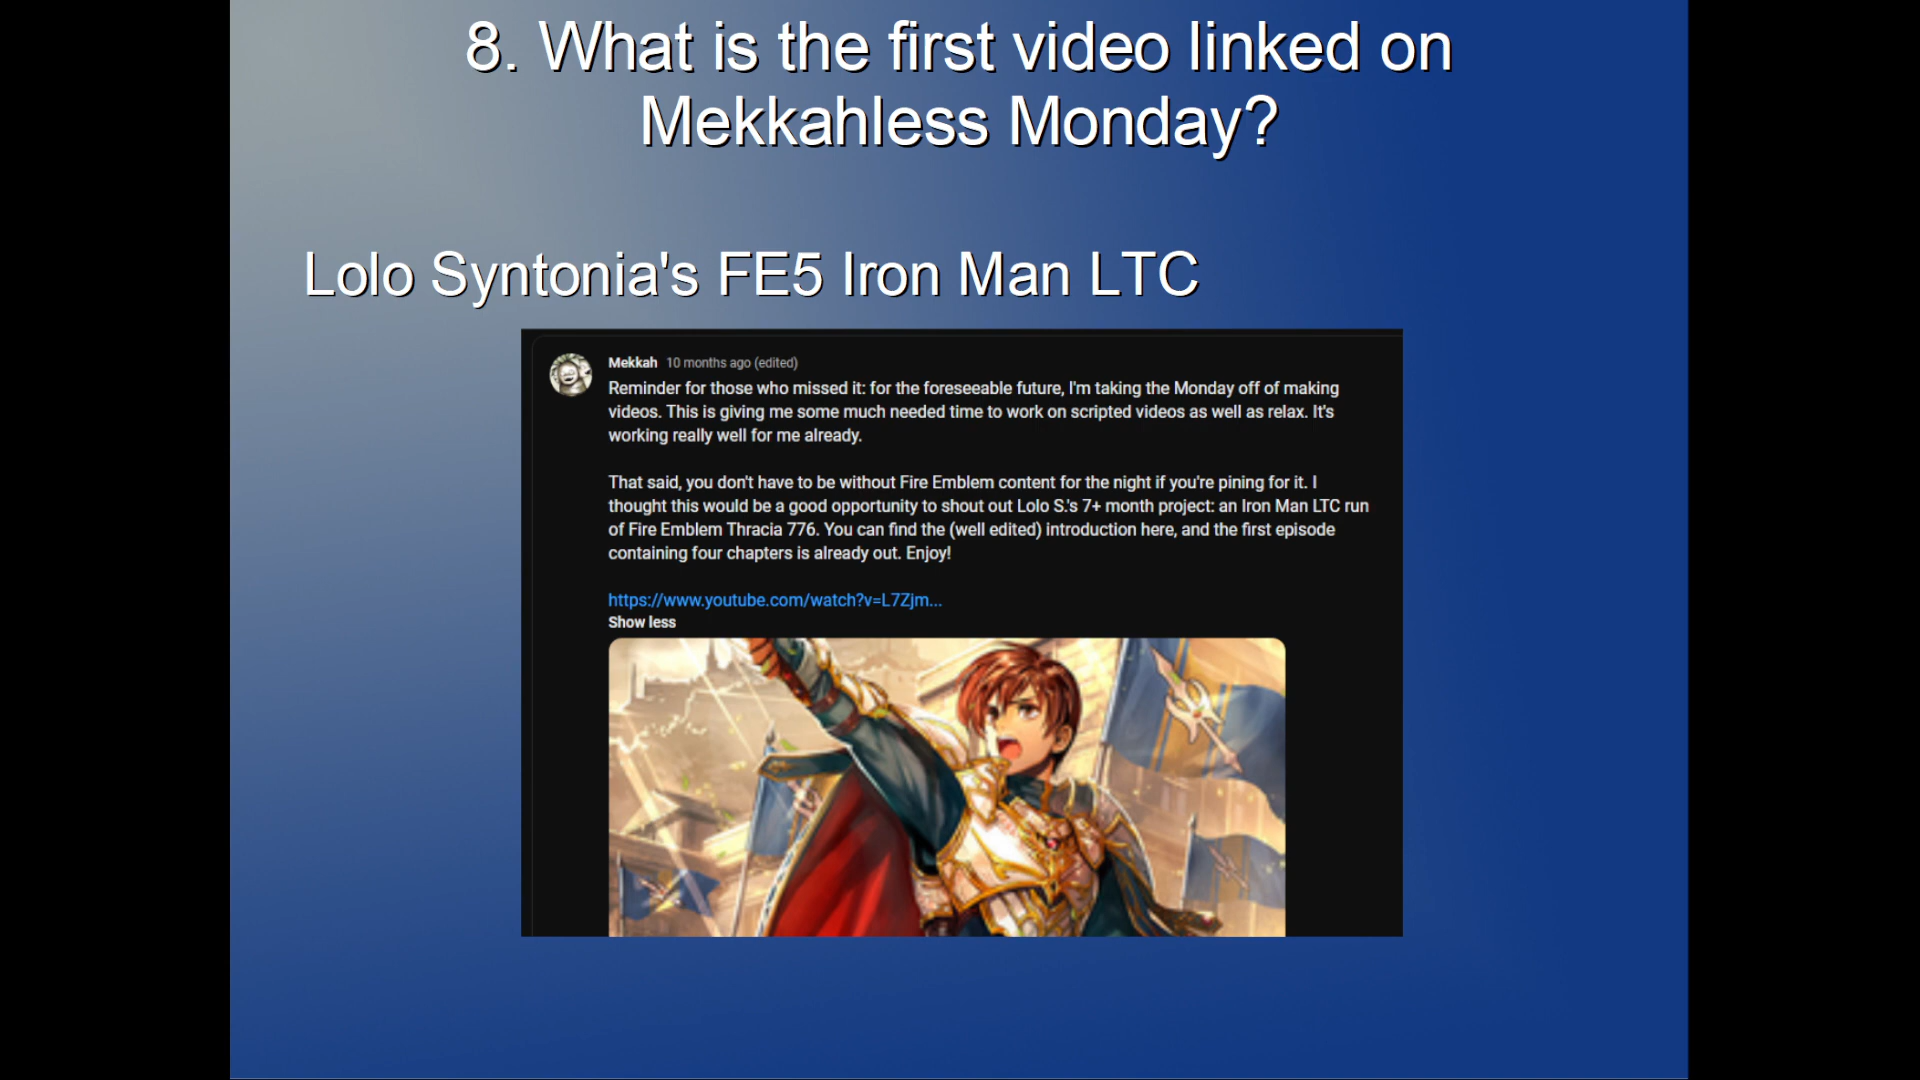 8. What is the first video linked on
Mekkahless Monday?
Lolo Syntonia's FE5 Iron Man LTC
Mekkah 10 months ago (edited)
Reminder for those who missed it: for the foreseeable future, I'm taking the Monday off of making
videos. This is giving me some much needed time to work on scripted videos as well as relax. It's
working really well for me already.
That said, you don't have to be without Fire Emblem content for the night if you're pining for it. I
thought this would be a good opportunity to shout out Lolo S.'s 7+ month project: an Iron Man LTC run
of Fire Emblem Thracia 776. You can find the (well edited) introduction here, and the first episode
containing four chapters is already out. Enjoy!
https://www.youtube.com/watch?v=L7Zjm...
Show less